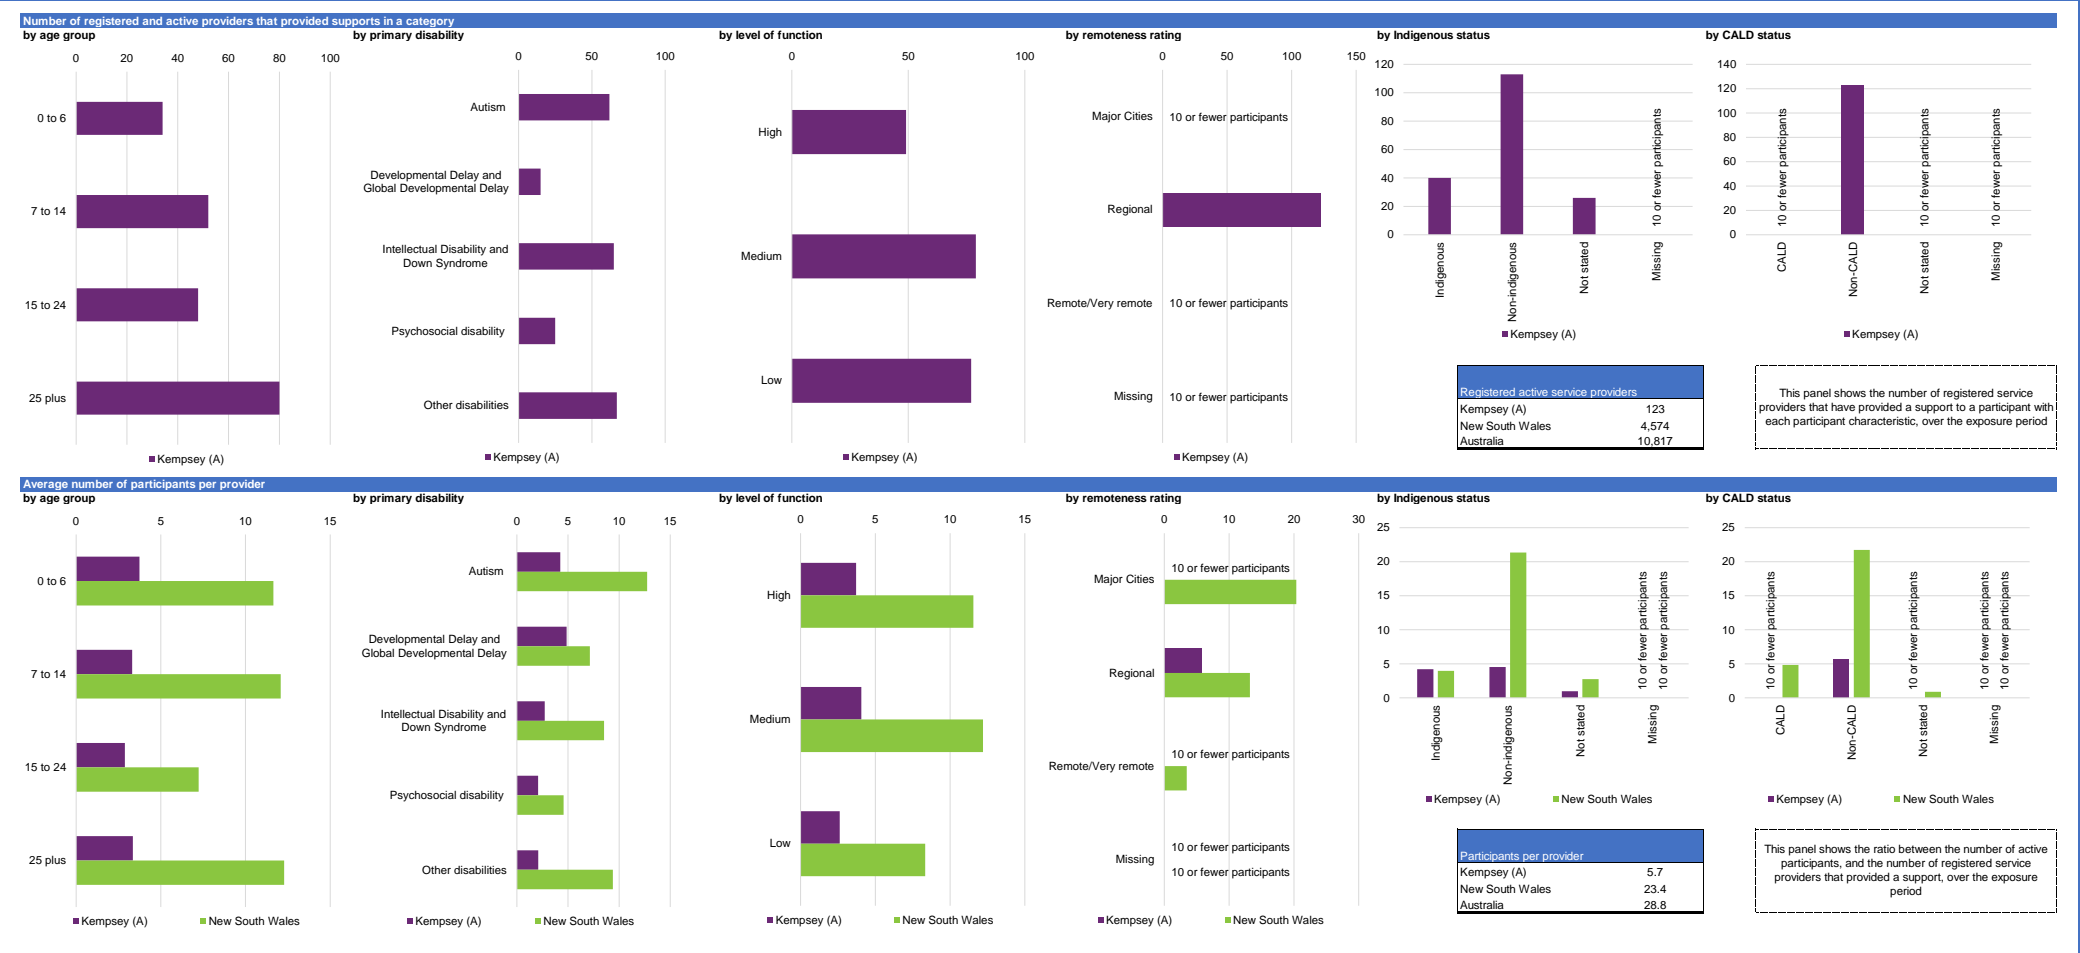 Number of registered and active providers that provided supports in a category
by age group
0 20 40 60 80 100
0 to 6
7 to 14
15 to 24
25 plus
Kempsey (A)
by primary disability
0 50 100
Autism
Developmental Delay and
Global Developmental Delay
Intellectual Disability and
Down Syndrome
Psychosocial disability
Other disabilities
Kempsey (A)
by level of function
0 50 100
High
Medium
Low
Kempsey (A)
by remoteness rating
0 50 100 150
Major Cities 10 or fewer participants
Regional
Remote/Very remote 10 or fewer participants
Missing 10 or fewer participants
Kempsey (A)
by Indigenous status
120
100
80
60
40
20
0
10 or fewer participants
Indigenous
Non-indigenous
Not stated
Missing
Kempsey (A)
by CALD status
140
120
100
80
60
40
20
0
10 or fewer participants
10 or fewer participants
10 or fewer participants
CALD
Non-CALD
Not stated
Missing
Kempsey (A)
Registered active service providers
Kempsey (A) 123
New South Wales 4,574
Australia 10,817
This panel shows the number of registered service
providers that have provided a support to a participant with
each participant characteristic, over the exposure period
Average number of participants per provider
by age group
0 5 10 15
0 to 6
7 to 14
15 to 24
25 plus
Kempsey (A) New South Wales
by primary disability
0 5 10 15
Autism
Developmental Delay and
Global Developmental Delay
Intellectual Disability and
Down Syndrome
Psychosocial disability
Other disabilities
Kempsey (A) New South Wales
by level of function
0 5 10 15
High
Medium
Low
Kempsey (A) New South Wales
by remoteness rating
0 10 20 30
10 or fewer participants
Major Cities
Regional
10 or fewer participants
Remote/Very remote
10 or fewer participants
Missing
10 or fewer participants
Kempsey (A) New South Wales
by Indigenous status
25
20
15
10
5
0
10 or fewer participants
10 or fewer participants
Indigenous
Non-indigenous
Not stated
Missing
Kempsey (A) New South Wales
by CALD status
25
20
15
10
5
0
10 or fewer participants
10 or fewer participants
10 or fewer participants
10 or fewer participants
CALD
Non-CALD
Not stated
Missing
Kempsey (A) New South Wales
Participants per provider
Kempsey (A) 5.7
New South Wales 23.4
Australia 28.8
This panel shows the ratio between the number of active
participants, and the number of registered service
providers that provided a support, over the exposure
period